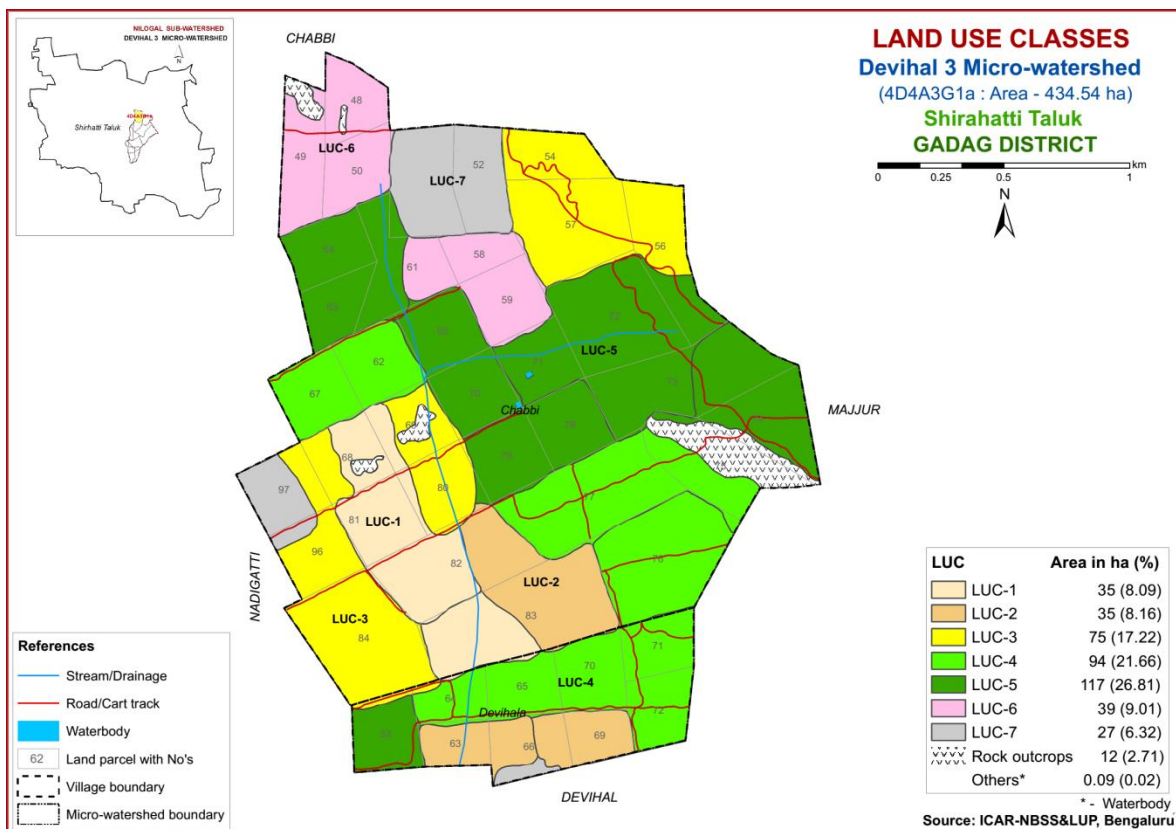 NILOGAL SUB-WATERSHED
DEVIHAL 3 MICRO-WATERSHED
N
Shirhatti Taluk
LAND USE CLASSES
Devihal 3 Micro-watershed
(4D4A3G1a : Area - 434.54 ha)
Shirahatti Taluk
GADAG DISTRICT
km
0 0.25 0.5 1
N
CHABBI
48
49
LUC-6
50
52
LUC-7
54
57
56
58
61
59
LUC-5
62
67
Chabbi
MAJJUR
68
97
80
81
LUC-1
77
96
82
76
LUC-2
83
NADIGATTI
LUC-3
84
70
71
65
LUC-4
64
Devihala
72
63
66
69
DEVIHAL
References
Stream/Drainage
Road/Cart track
Waterbody
62 Land parcel with No's
Village boundary
Micro-watershed boundary
LUC Area in ha (%)
LUC-1 35 (8.09)
LUC-2 35 (8.16)
LUC-3 75 (17.22)
LUC-4 94 (21.66)
LUC-5 117 (26.81)
LUC-6 39 (9.01)
LUC-7 27 (6.32)
Rock outcrops 12 (2.71)
Others* 0.09 (0.02)
* - Waterbody
Source: ICAR-NBSS&LUP, Bengaluru